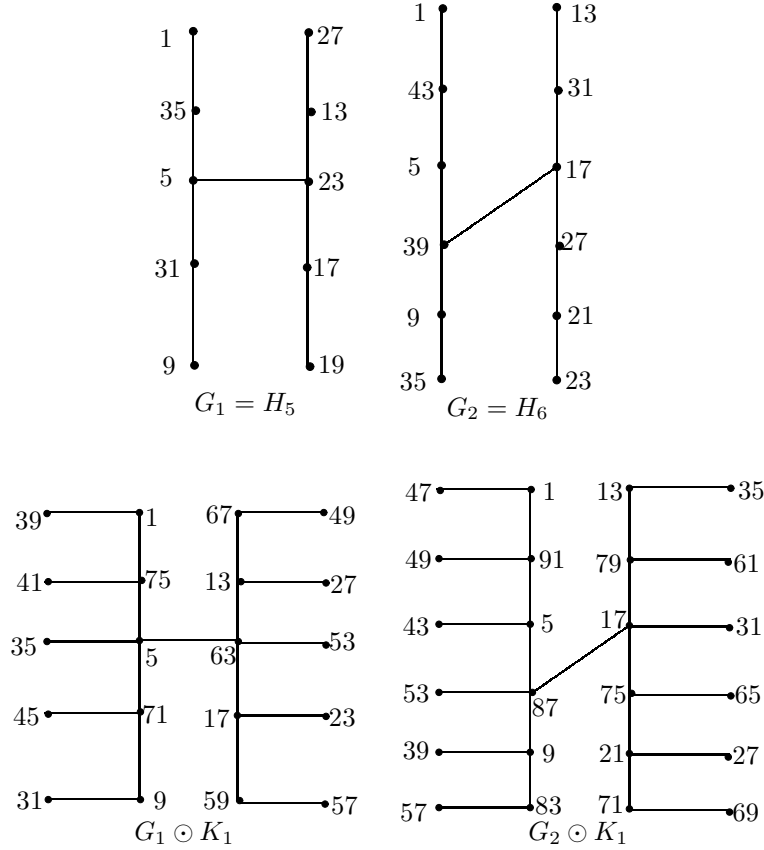 1 27
35 13
5 23
31 17
9 19
G₁ = H₅
1 13
43 31
5 17
39 27
9 21
35 23
G₂ = H₆
39 1 67 49
41 75 13 27
35 5 63 53
45 71 17 23
31 9 59 57
G₁ ⊙ K₁
47 1 13 35
49 91 79 61
43 5 17 31
53 87 75 65
39 9 21 27
57 83 71 69
G₂ ⊙ K₁